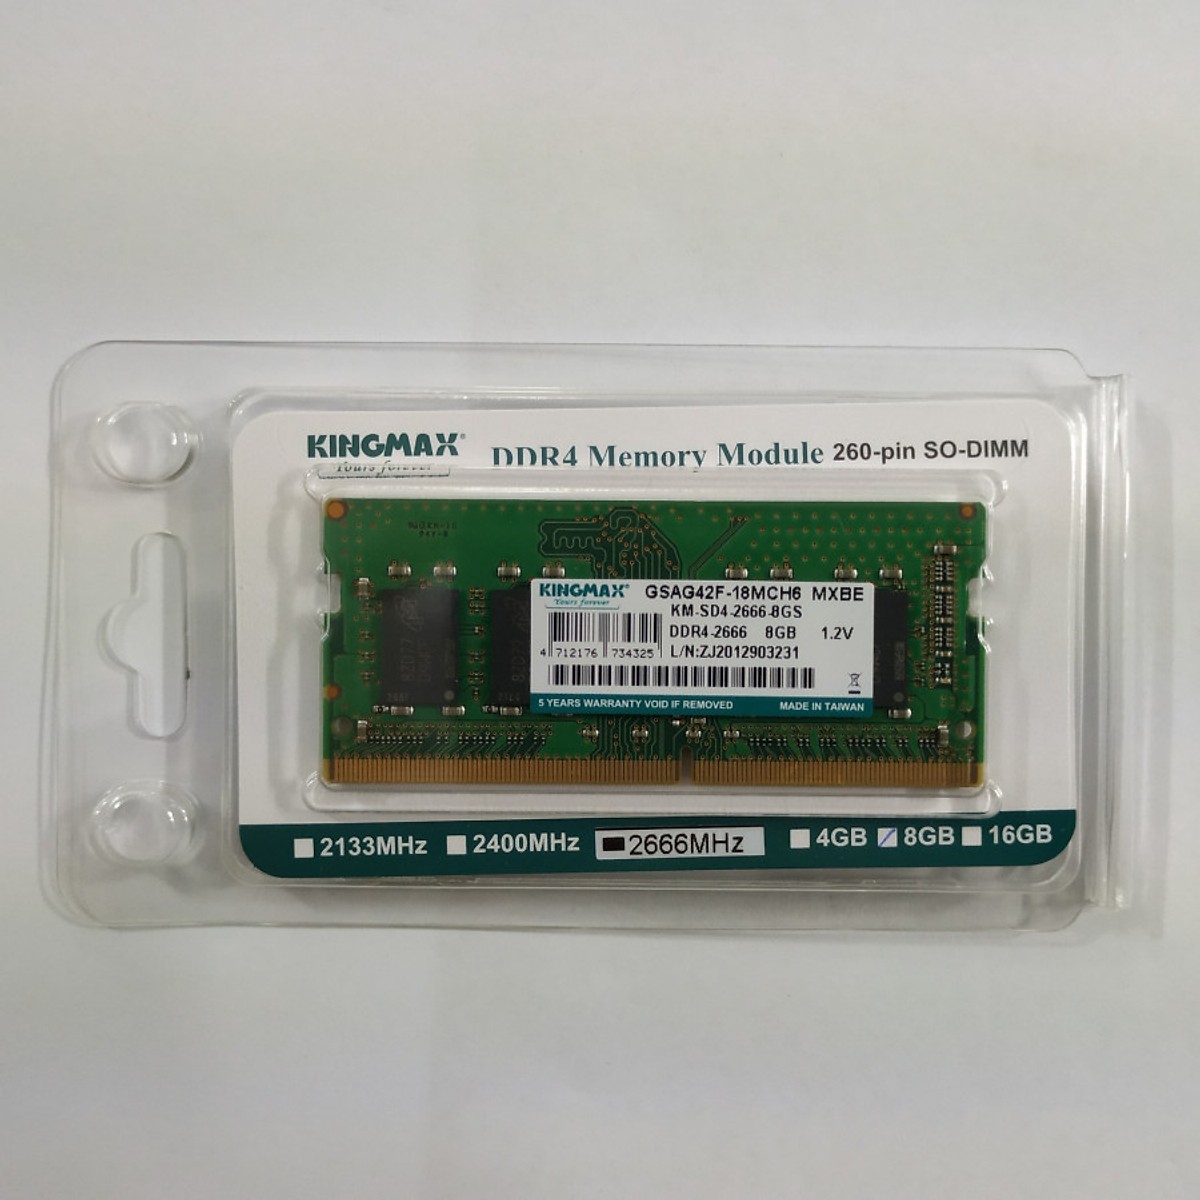 KINGMAX®
Yours forever
DDR4 Memory Module 260-pin SO-DIMM
KINGMAX®
Yours forever
GSAG42F-18MCH6 MXBE
KM-SD4-2666-8GS
DDR4-2666 8GB 1.2V
4 712176 734325
L/N:ZJ2012903231
5 YEARS WARRANTY VOID IF REMOVED MADE IN TAIWAN
2133MHz 2400MHz 2666MHz 4GB 8GB 16GB